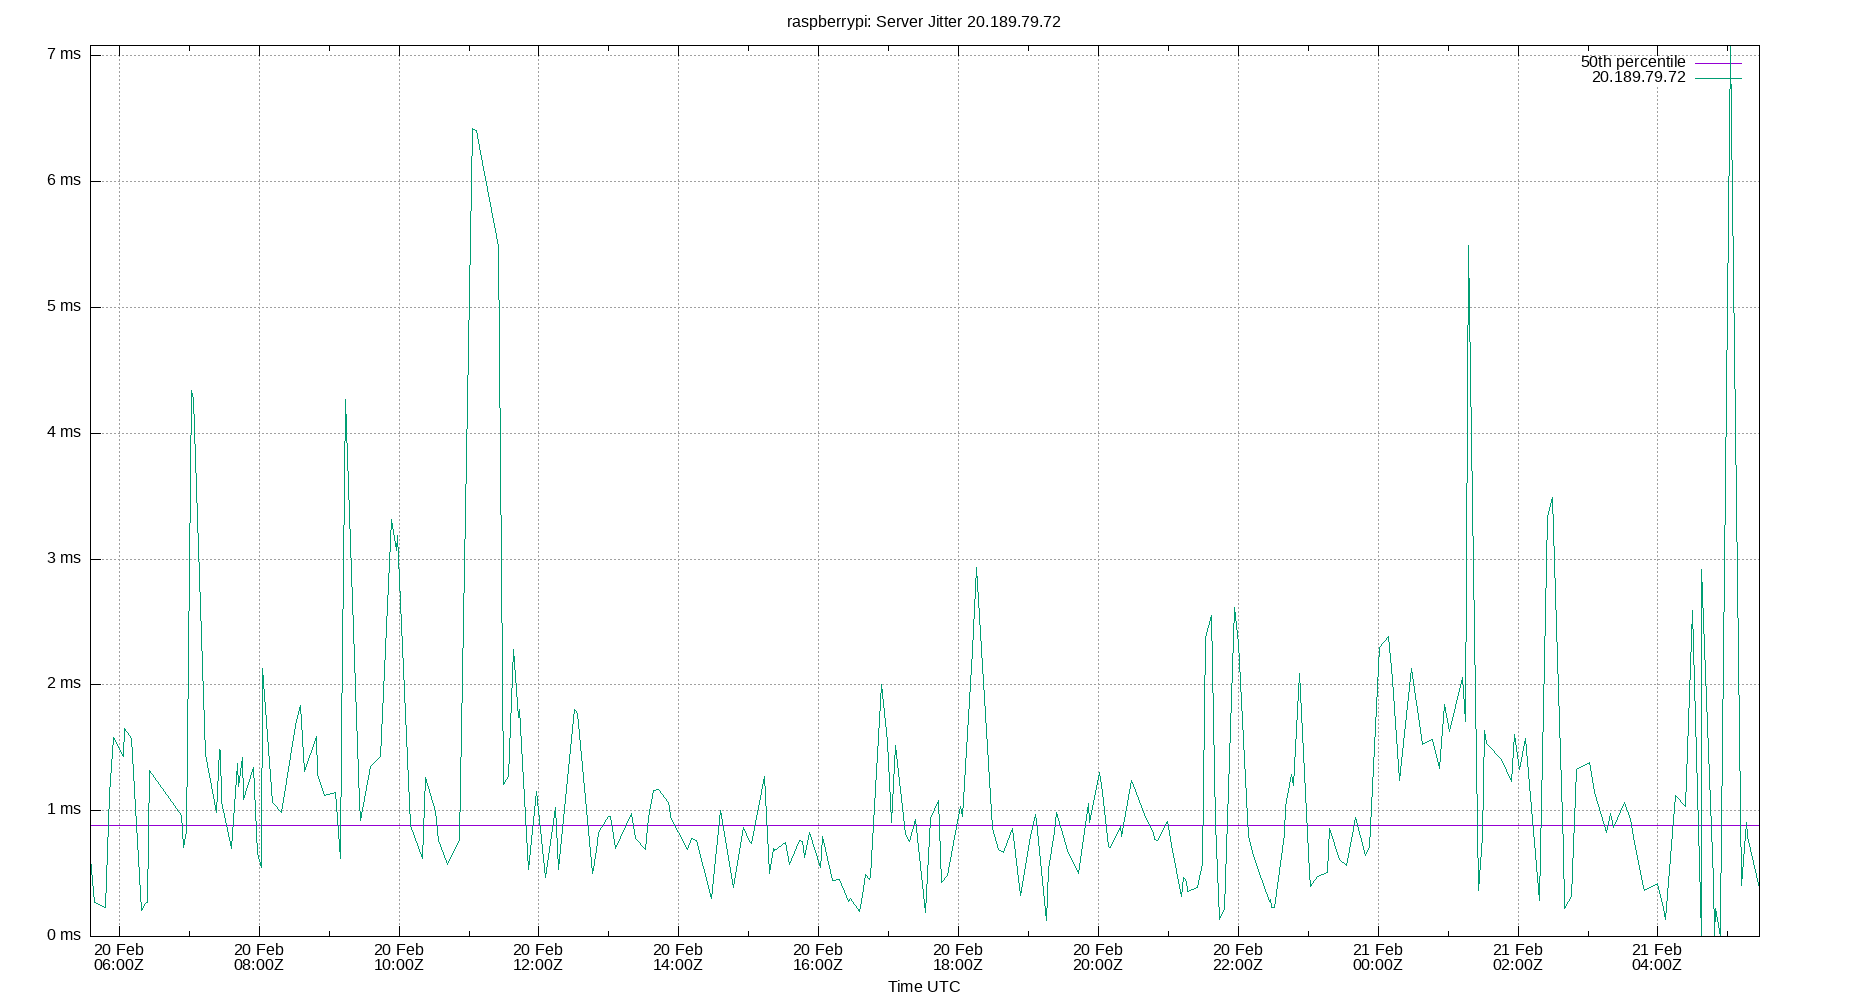 raspberrypi: Server Jitter 20.189.79.72
7 ms
50th percentile
20.189.79.72
6 ms
5 ms
4 ms
3 ms
2 ms
1 ms
0 ms
20 Feb 20 Feb 20 Feb 20 Feb 20 Feb 20 Feb 20 Feb 20 Feb 20 Feb 21 Feb 21 Feb 21 Feb
06:00Z 08:00Z 10:00Z 12:00Z 14:00Z 16:00Z 18:00Z 20:00Z 22:00Z 00:00Z 02:00Z 04:00Z
Time UTC